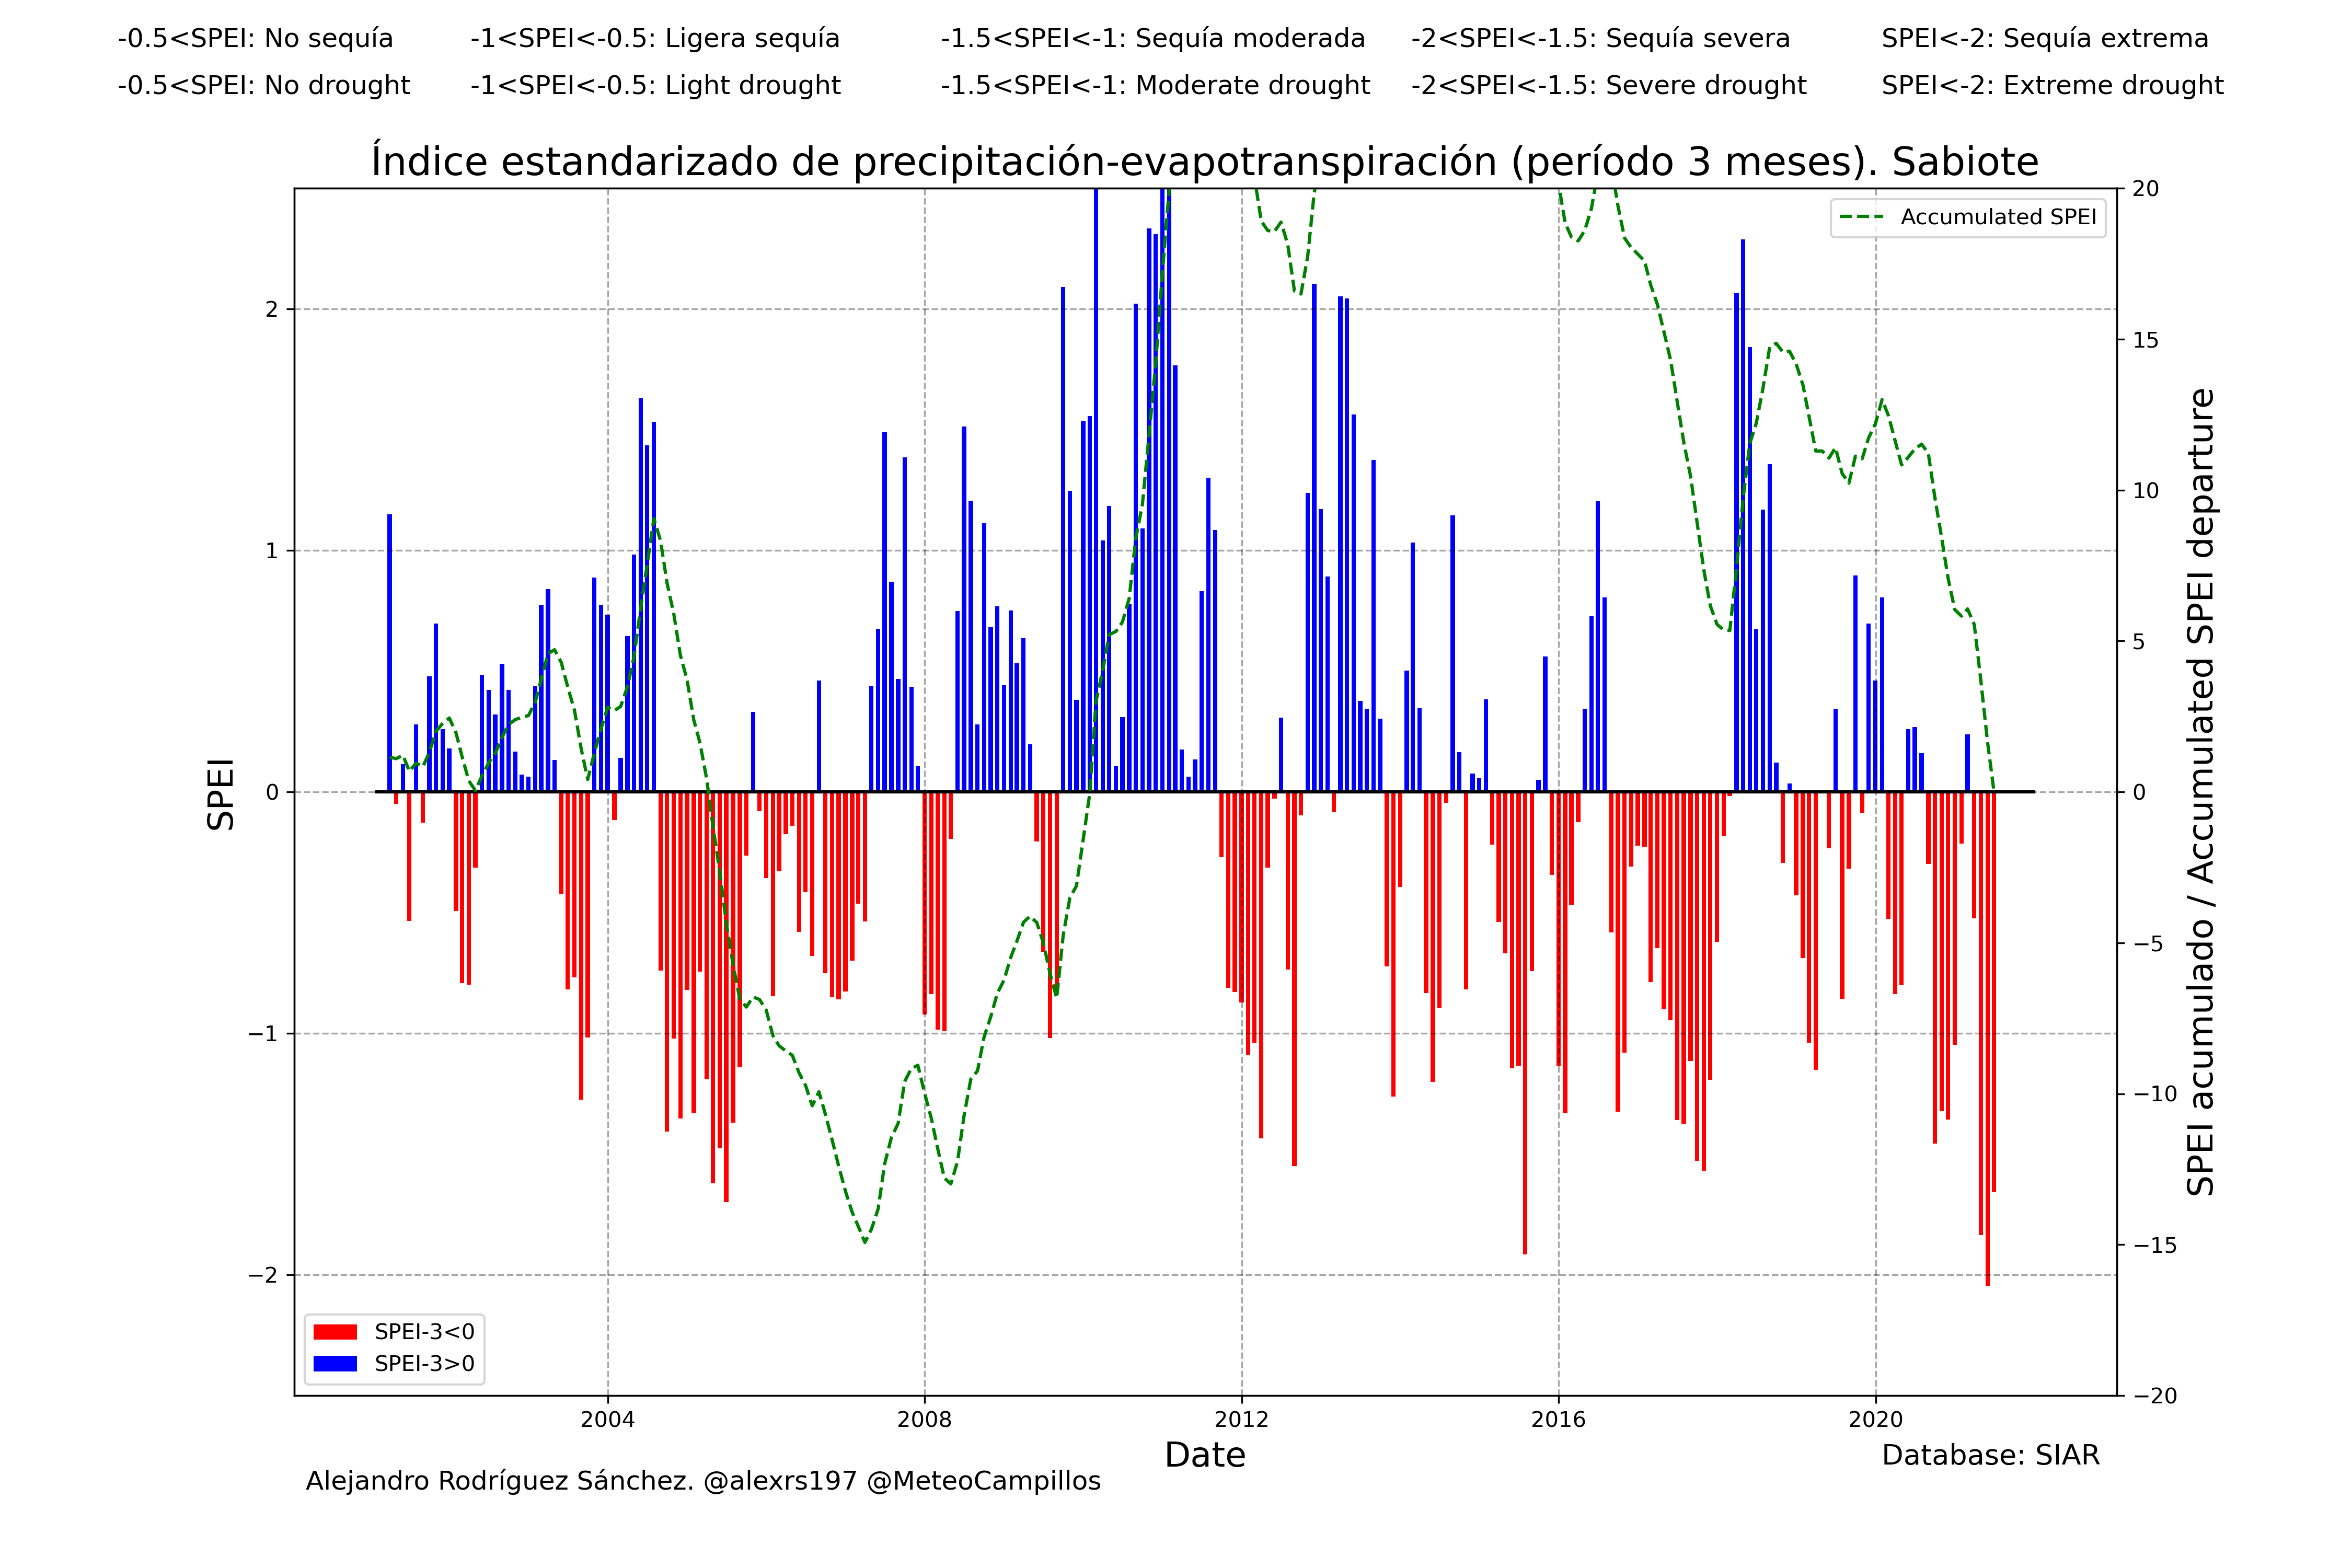 -0.5<SPEI: No sequía
-1<SPEI<-0.5: Ligera sequía
-1.5<SPEI<-1: Sequía moderada
-2<SPEI<-1.5: Sequía severa
SPEI<-2: Sequía extrema
-0.5<SPEI: No drought
-1<SPEI<-0.5: Light drought
-1.5<SPEI<-1: Moderate drought
-2<SPEI<-1.5: Severe drought
SPEI<-2: Extreme drought
Índice estandarizado de precipitación-evapotranspiración (período 3 meses). Sabiote
SPEI
2
1
0
−1
−2
Accumulated SPEI
20
15
10
5
0
−5
−10
−15
−20
SPEI acumulado / Accumulated SPEI departure
SPEI-3<0
SPEI-3>0
2004
2008
2012
2016
2020
Date
Database: SIAR
Alejandro Rodríguez Sánchez. @alexrs197 @MeteoCampillos